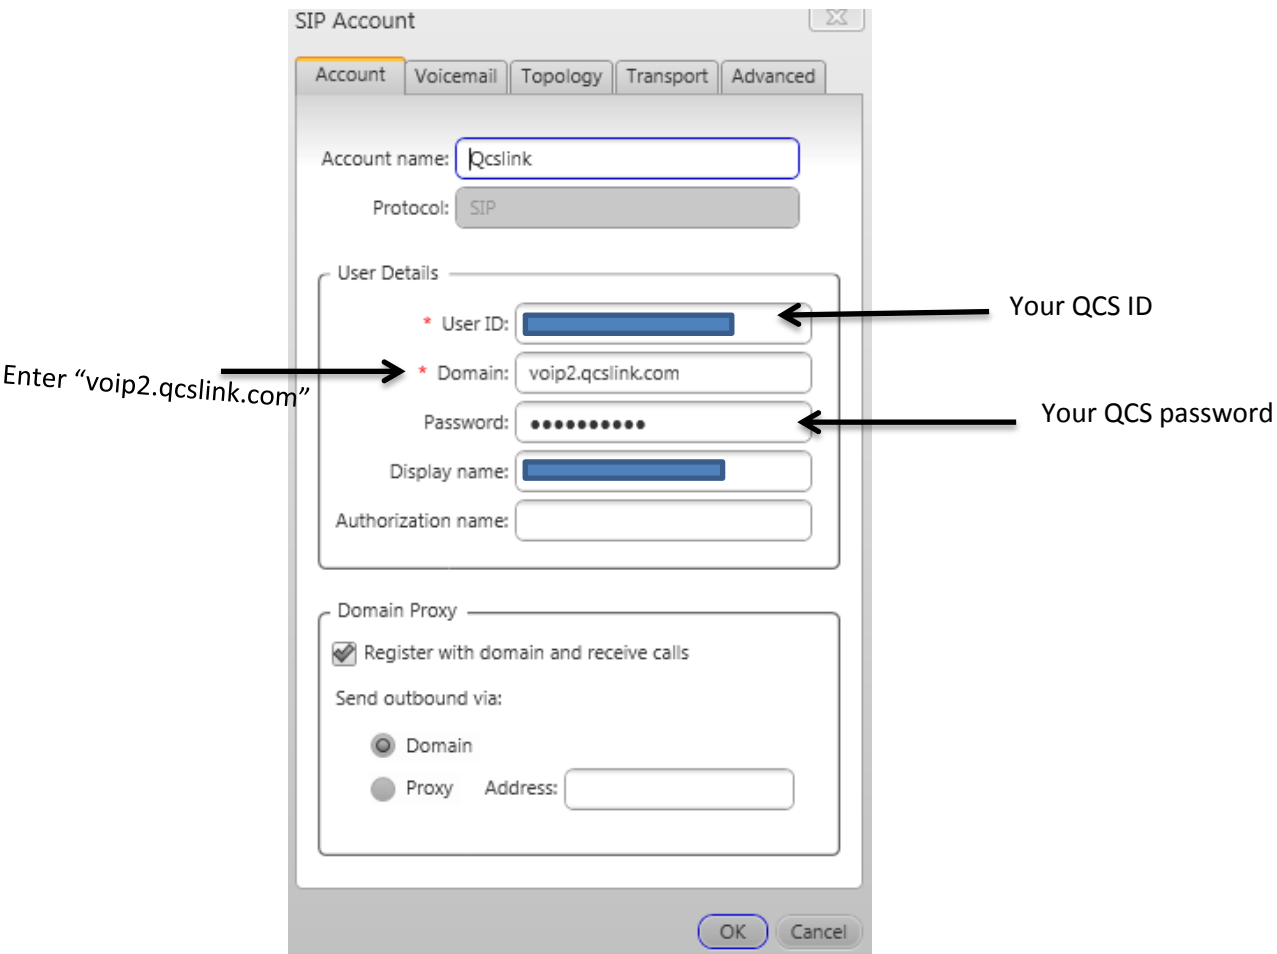 SIP Account
Account Voicemail Topology Transport Advanced
Account name: Qcslink
Protocol: SIP
User Details
* User ID:
Your QCS ID
Enter “voip2.qcslink.com”
* Domain: voip2.qcslink.com
Password: ●●●●●●●●●●
Your QCS password
Display name:
Authorization name:
Domain Proxy
Register with domain and receive calls
Send outbound via:
Domain
Proxy Address:
OK Cancel